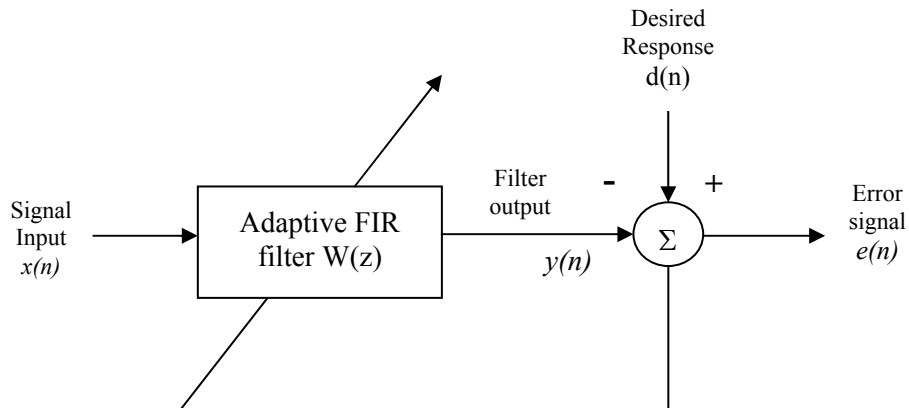 Desired
Response
d(n)
Signal
Input
x(n)
Adaptive FIR
filter W(z)
Filter
output
y(n)
-
+
Σ
Error
signal
e(n)